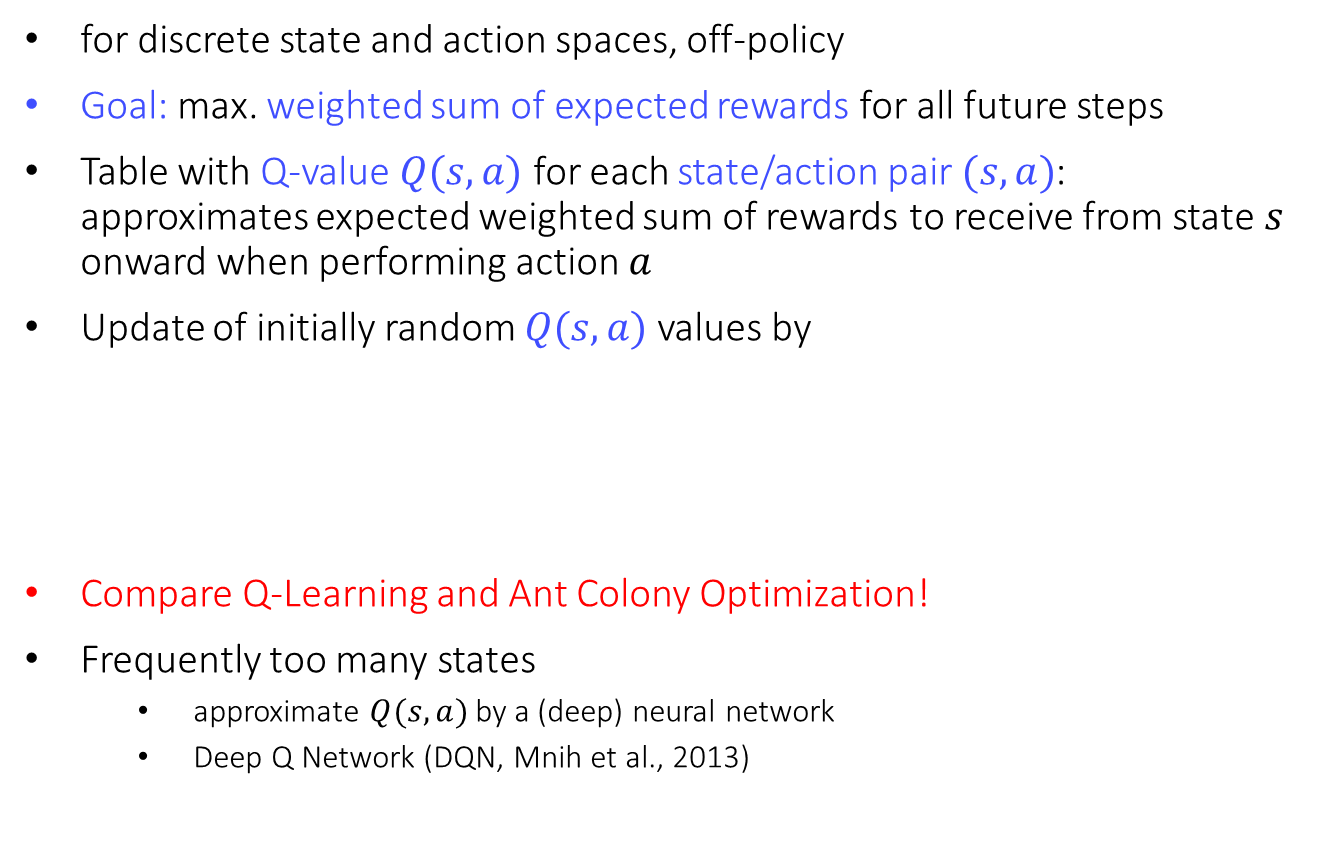 • for discrete state and action spaces, off-policy
• Goal: max. weighted sum of expected rewards for all future steps
• Table with Q-value Q(s, a) for each state/action pair (s, a):
approximates expected weighted sum of rewards to receive from state s
onward when performing action a
• Update of initially random Q(s, a) values by
• Compare Q-Learning and Ant Colony Optimization!
• Frequently too many states
• approximate Q(s, a) by a (deep) neural network
• Deep Q Network (DQN, Mnih et al., 2013)